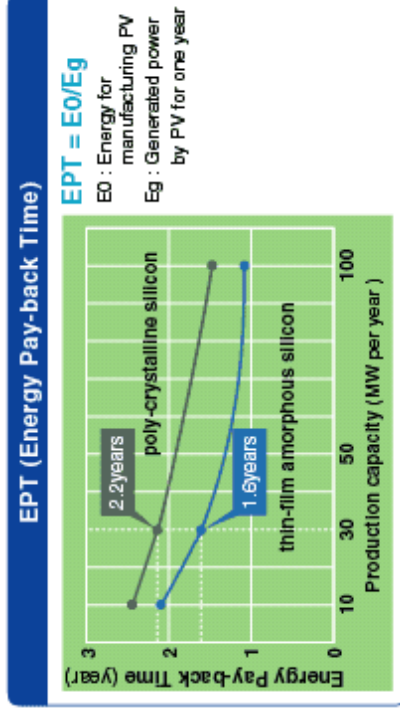 EPT (Energy Pay-back Time)
EPT = E0/Eg
E0 : Energy for
manufacturing PV
Eg : Generated power
by PV for one year
Energy Pay-back Time (year)
3
2
1
0
2.2years
poly-crystalline silicon
1.6years
thin-film amorphous silicon
10
30
50
100
Production capacity (MW per year )